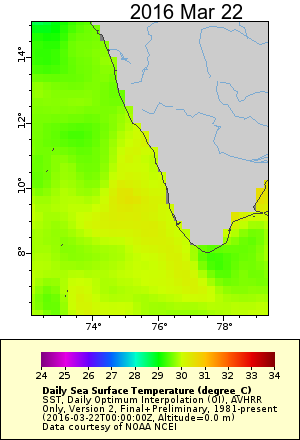 2016 Mar 22
14°
12°
10°
8°
74° 76° 78°
24 25 26 27 28 29 30 31 32 33 34
Daily Sea Surface Temperature (degree_C)
SST, Daily Optimum Interpolation (OI), AVHRR
Only, Version 2, Final+Preliminary, 1981-present
(2016-03-22T00:00:00Z, Altitude=0.0 m)
Data courtesy of NOAA NCEI